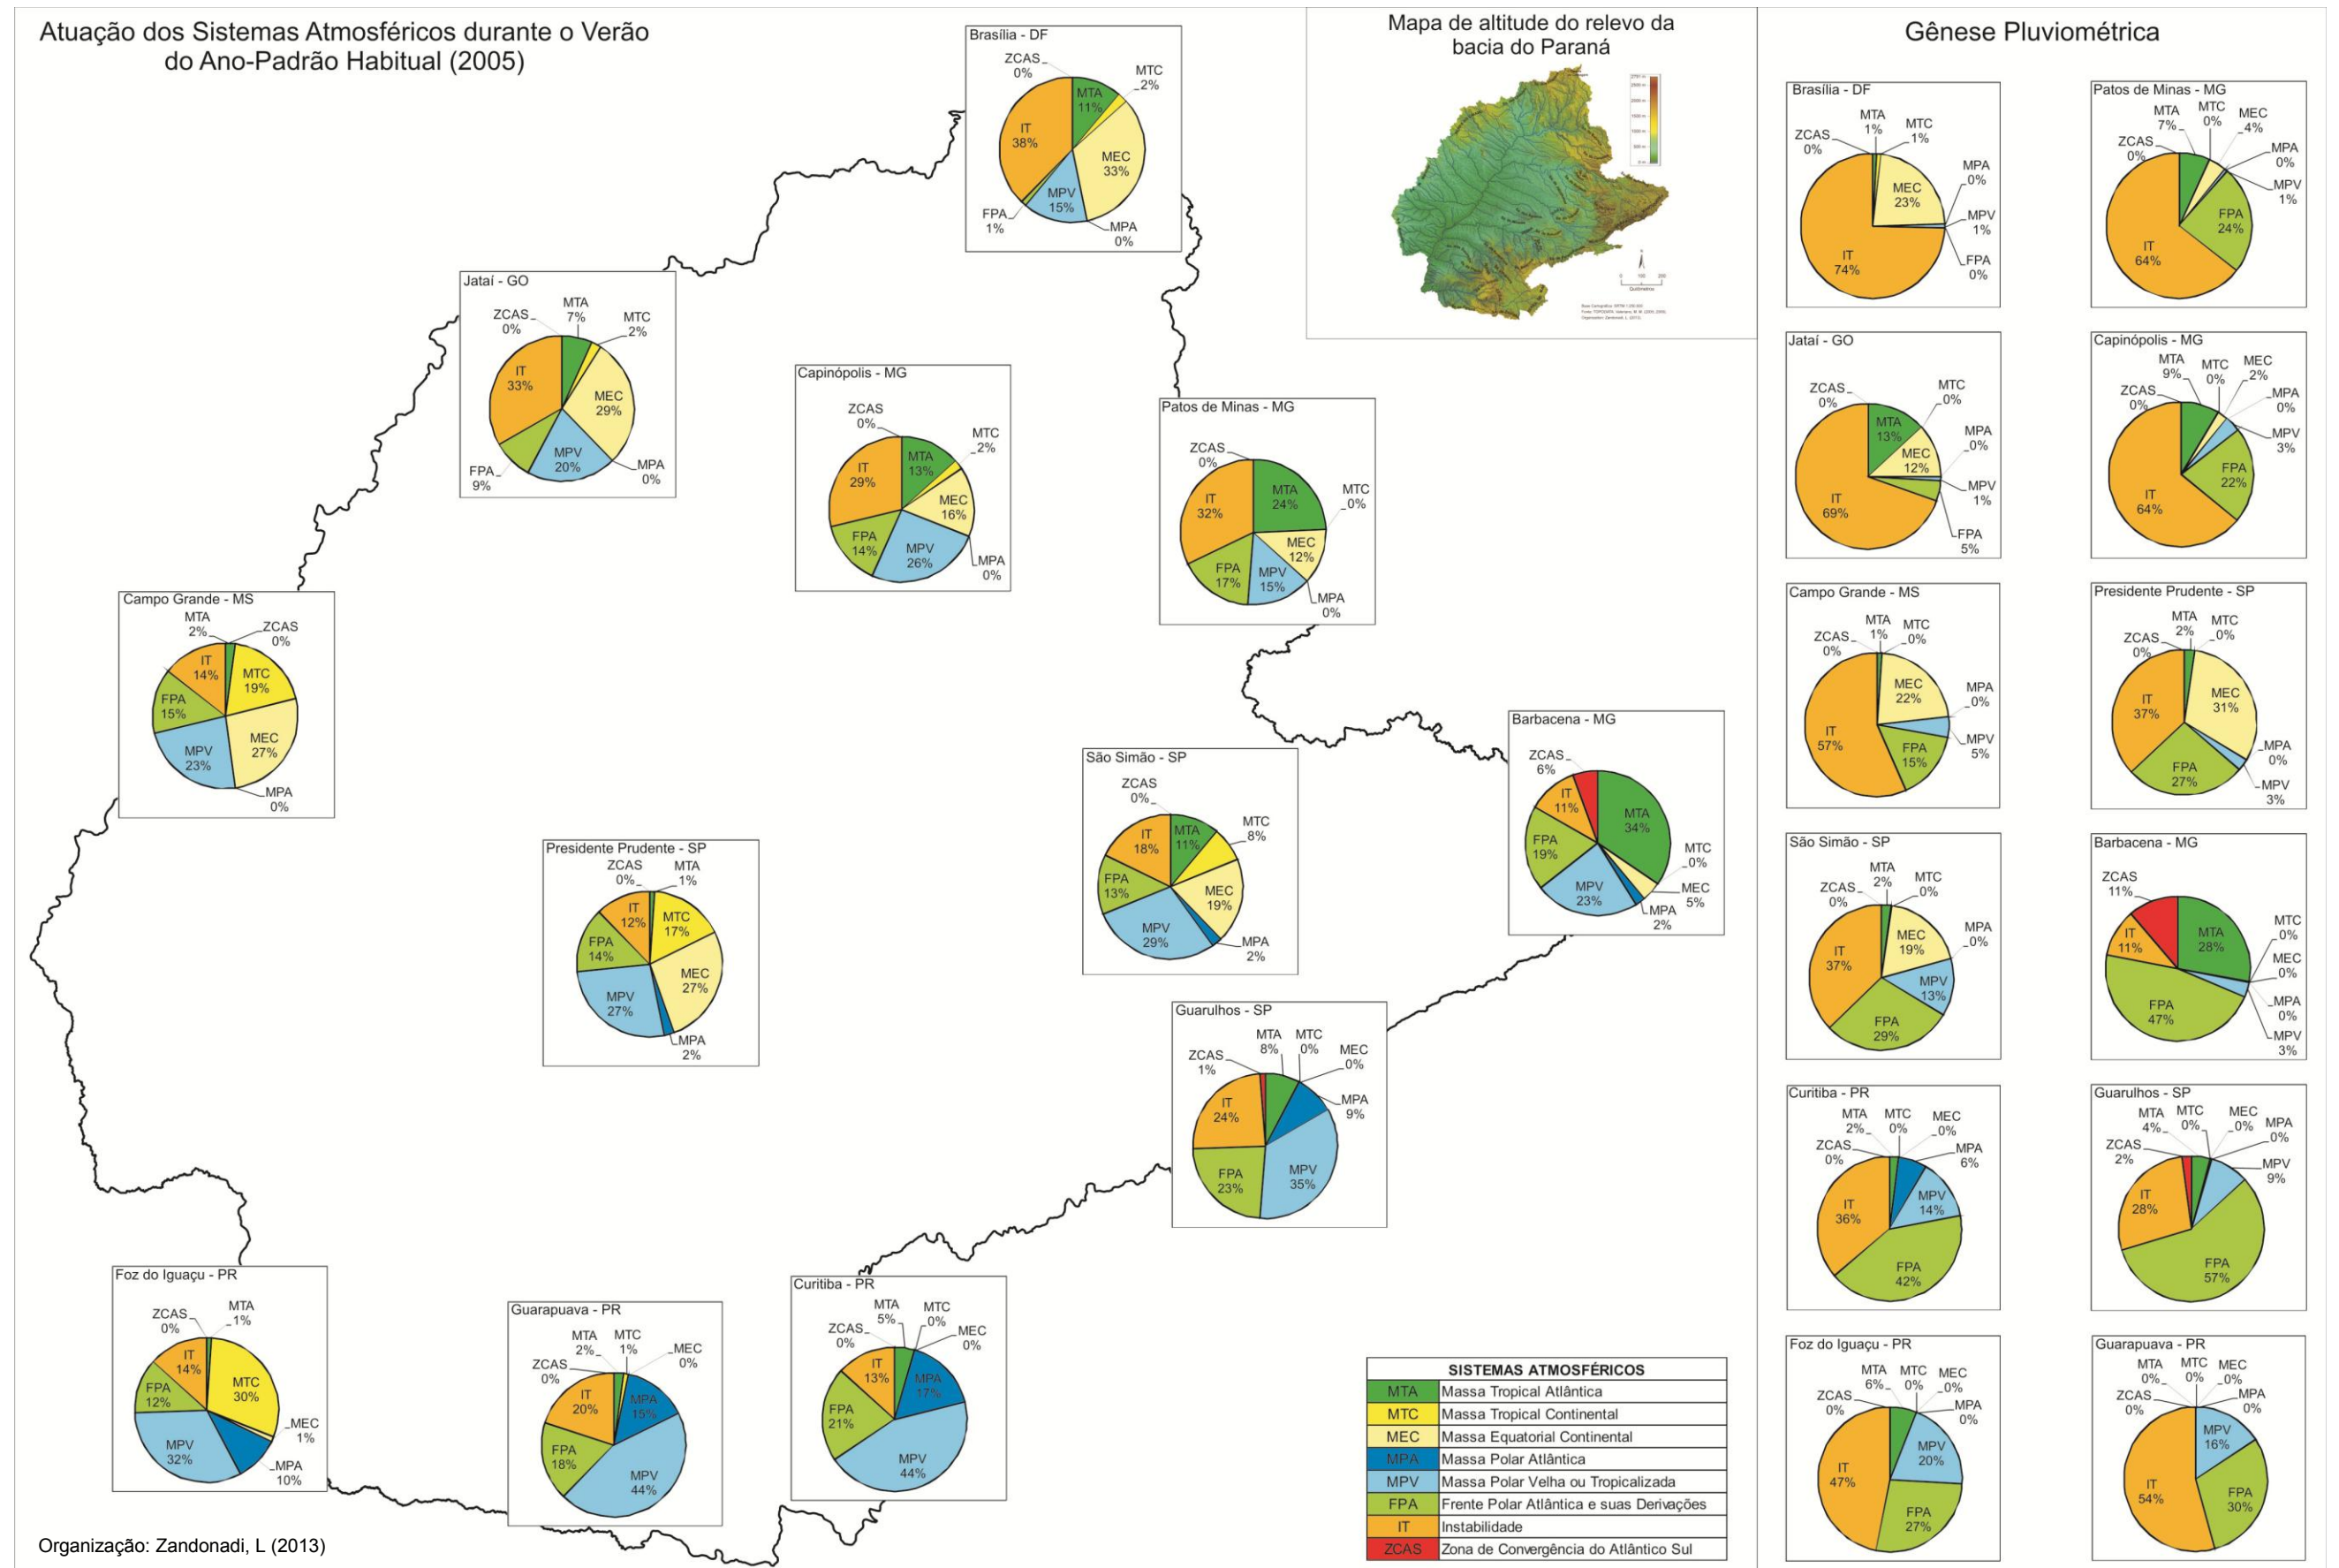 Atuação dos Sistemas Atmosféricos durante o Verão
do Ano-Padrão Habitual (2005)
Brasília - DF
ZCAS
0%
MTA
11%
MTC
2%
MEC
33%
MPA
0%
MPV
15%
FPA
1%
IT
38%
Jataí - GO
ZCAS
0%
MTA
7%
MTC
2%
MEC
29%
MPA
0%
MPV
20%
FPA
9%
IT
33%
Capinópolis - MG
ZCAS
0%
MTA
13%
MTC
2%
MEC
16%
MPA
0%
MPV
26%
FPA
14%
IT
29%
Patos de Minas - MG
ZCAS
0%
MTA
24%
MTC
0%
MEC
12%
MPA
0%
MPV
15%
FPA
17%
IT
32%
Campo Grande - MS
MTA
2%
ZCAS
0%
MTC
19%
MEC
27%
MPA
0%
MPV
23%
FPA
15%
IT
14%
Presidente Prudente - SP
ZCAS
0%
MTA
1%
MTC
17%
MEC
27%
MPA
2%
MPV
27%
FPA
14%
IT
12%
São Simão - SP
ZCAS
0%
MTA
11%
MTC
8%
MEC
19%
MPA
2%
MPV
29%
FPA
13%
IT
18%
Barbacena - MG
ZCAS
6%
MTA
34%
MTC
0%
MEC
5%
MPA
2%
MPV
23%
FPA
19%
IT
11%
Guarulhos - SP
ZCAS
1%
MTA
8%
MTC
0%
MEC
0%
MPA
9%
MPV
35%
FPA
23%
IT
24%
Foz do Iguaçu - PR
ZCAS
0%
MTA
1%
MTC
30%
MEC
1%
MPA
10%
MPV
32%
FPA
12%
IT
14%
Guarapuava - PR
ZCAS
0%
MTA
2%
MTC
1%
MEC
0%
MPA
15%
MPV
44%
FPA
18%
IT
20%
Curitiba - PR
ZCAS
0%
MTA
5%
MTC
0%
MEC
0%
MPA
17%
MPV
44%
FPA
21%
IT
13%
Organização: Zandonadi, L (2013)
Mapa de altitude do relevo da
bacia do Paraná
SISTEMAS ATMOSFÉRICOS
MTA Massa Tropical Atlântica
MTC Massa Tropical Continental
MEC Massa Equatorial Continental
MPA Massa Polar Atlântica
MPV Massa Polar Velha ou Tropicalizada
FPA Frente Polar Atlântica e suas Derivações
IT Instabilidade
ZCAS Zona de Convergência do Atlântico Sul
Gênese Pluviométrica
Brasília - DF
ZCAS
0%
MTA
1%
MTC
1%
MEC
23%
MPA
0%
MPV
1%
FPA
0%
IT
74%
Patos de Minas - MG
ZCAS
0%
MTA
7%
MTC
0%
MEC
4%
MPA
0%
MPV
1%
FPA
24%
IT
64%
Jataí - GO
ZCAS
0%
MTA
13%
MTC
0%
MEC
12%
MPA
0%
MPV
1%
FPA
5%
IT
69%
Capinópolis - MG
ZCAS
0%
MTA
9%
MTC
0%
MEC
2%
MPA
0%
MPV
3%
FPA
22%
IT
64%
Campo Grande - MS
ZCAS
0%
MTA
1%
MTC
0%
MEC
22%
MPA
0%
MPV
5%
FPA
15%
IT
57%
Presidente Prudente - SP
ZCAS
0%
MTA
2%
MTC
0%
MEC
31%
MPA
0%
MPV
3%
FPA
27%
IT
37%
São Simão - SP
ZCAS
0%
MTA
2%
MTC
0%
MEC
19%
MPA
0%
MPV
13%
FPA
29%
IT
37%
Barbacena - MG
ZCAS
11%
MTA
28%
MTC
0%
MEC
0%
MPA
0%
MPV
3%
FPA
47%
IT
11%
Curitiba - PR
ZCAS
0%
MTA
2%
MTC
0%
MEC
0%
MPA
6%
MPV
14%
FPA
42%
IT
36%
Guarulhos - SP
ZCAS
2%
MTA
4%
MTC
0%
MEC
0%
MPA
0%
MPV
9%
FPA
57%
IT
28%
Foz do Iguaçu - PR
ZCAS
0%
MTA
6%
MTC
0%
MEC
0%
MPA
0%
MPV
20%
FPA
27%
IT
47%
Guarapuava - PR
ZCAS
0%
MTA
0%
MTC
0%
MEC
0%
MPA
0%
MPV
16%
FPA
30%
IT
54%